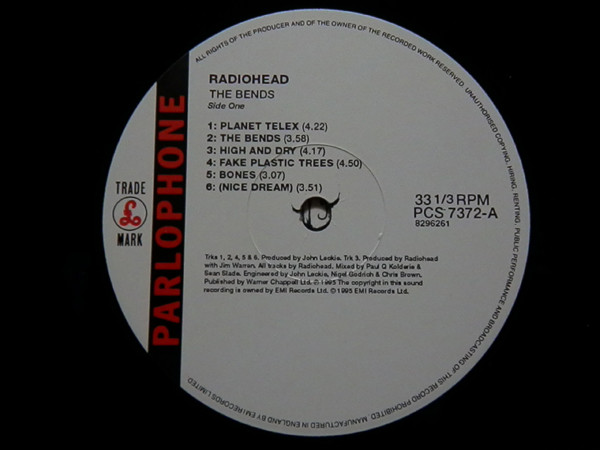 ALL RIGHTS OF THE PRODUCER AND OF THE OWNER OF THE RECORDED WORK RESERVED. UNAUTHORISED COPYING, HIRING, RENTING, PUBLIC PERFORMANCE AND BROADCASTING OF THIS RECORD PROHIBITED. MANUFACTURED IN ENGLAND BY EMI RECORDS LIMITED
RADIOHEAD
THE BENDS
Side One
1: PLANET TELEX (4.22)
2: THE BENDS (3.58)
3: HIGH AND DRY (4.17)
4: FAKE PLASTIC TREES (4.50)
5: BONES (3.07)
6: (NICE DREAM) (3.51)
TRADE
£
MARK
PARLOPHONE
33 1/3 RPM
PCS 7372-A
8296261
Trks 1, 2, 4, 5 & 6. Produced by John Leckie. Trk 3. Produced by Radiohead
with Jim Warren. All tracks by Radiohead. Mixed by Paul Q Kolderie &
Sean Slade. Engineered by John Leckie, Nigel Godrich & Chris Brown.
Published by Warner Chappell Ltd. ℗ 1995 The copyright in this sound
recording is owned by EMI Records Ltd. © 1995 EMI Records Ltd.